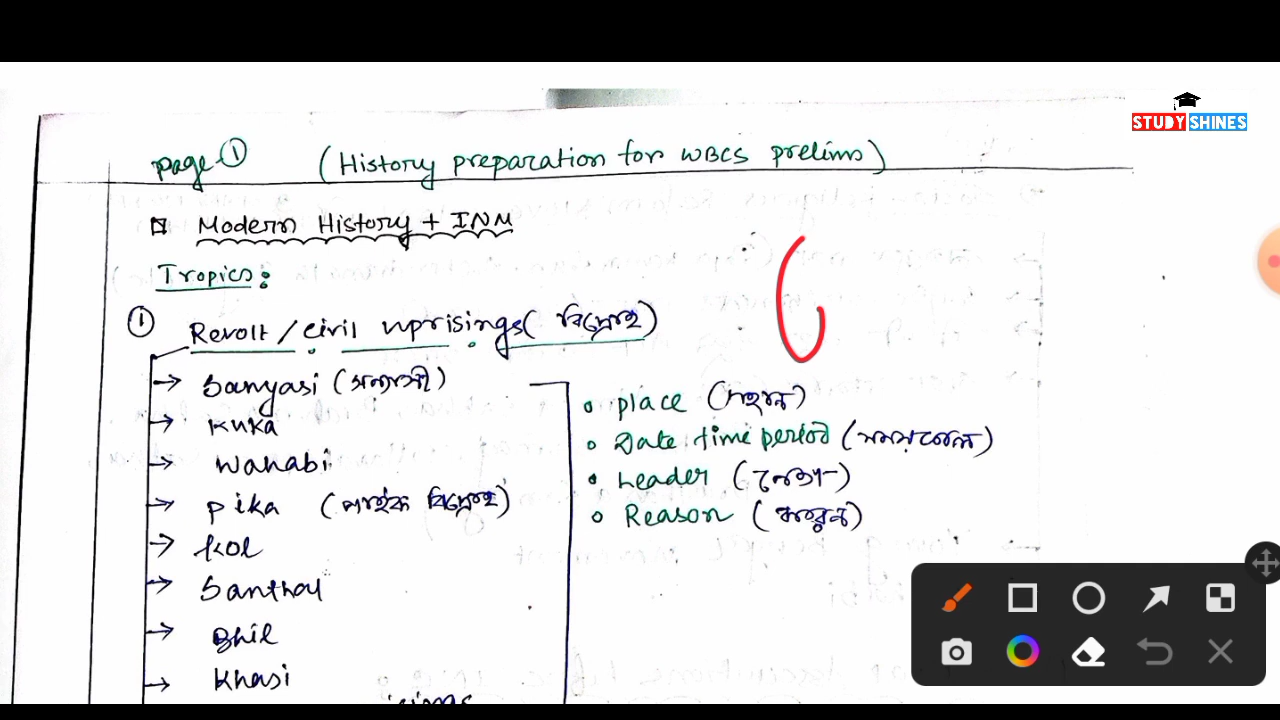 STUDY SHINES
page-① (History preparation for WBCS prelims)
Modern History + INM
Tropics:
① Revolt / civil uprisings (বিদ্রোহ)
→ Sanyasi (সন্যাসী)
→ Kuka
→ Wahabi
→ Pika (পাইক বিদ্রোহ)
→ Kol
→ Santhal
→ Bhil
→ Khasi
• place
• Date time period (সময়কাল)
• Leader (নেতা)
• Reason (কারন)